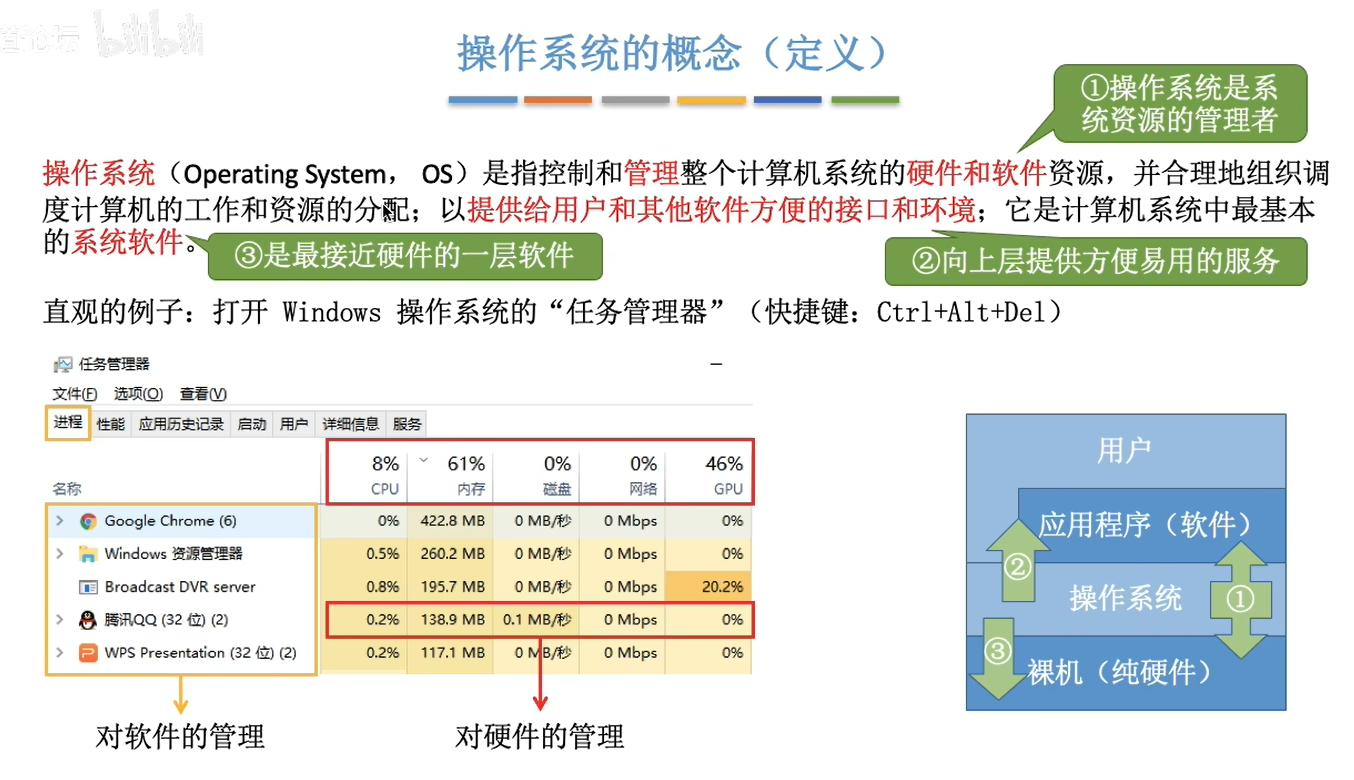 操作系统的概念（定义）
①操作系统是系
统资源的管理者
操作系统（Operating System， OS）是指控制和管理整个计算机系统的硬件和软件资源，并合理地组织调
度计算机的工作和资源的分配；以提供给用户和其他软件方便的接口和环境；它是计算机系统中最基本
的系统软件。
③是最接近硬件的一层软件
②向上层提供方便易用的服务
直观的例子：打开 Windows 操作系统的“任务管理器”（快捷键：Ctrl+Alt+Del）
任务管理器
文件(F) 选项(O) 查看(V)
进程 性能 应用历史记录 启动 用户 详细信息 服务
8% 61% 0% 0% 46%
名称 CPU 内存 磁盘 网络 GPU
Google Chrome (6) 0% 422.8 MB 0 MB/秒 0 Mbps 0%
Windows 资源管理器 0.5% 260.2 MB 0 MB/秒 0 Mbps 0%
Broadcast DVR server 0.8% 195.7 MB 0 MB/秒 0 Mbps 20.2%
腾讯QQ (32 位) (2) 0.2% 138.9 MB 0.1 MB/秒 0 Mbps 0%
WPS Presentation (32 位) (2) 0.2% 117.1 MB 0 MB/秒 0 Mbps 0%
对软件的管理
对硬件的管理
用户
应用程序（软件）
②
操作系统
①
③
裸机（纯硬件）
bilibili